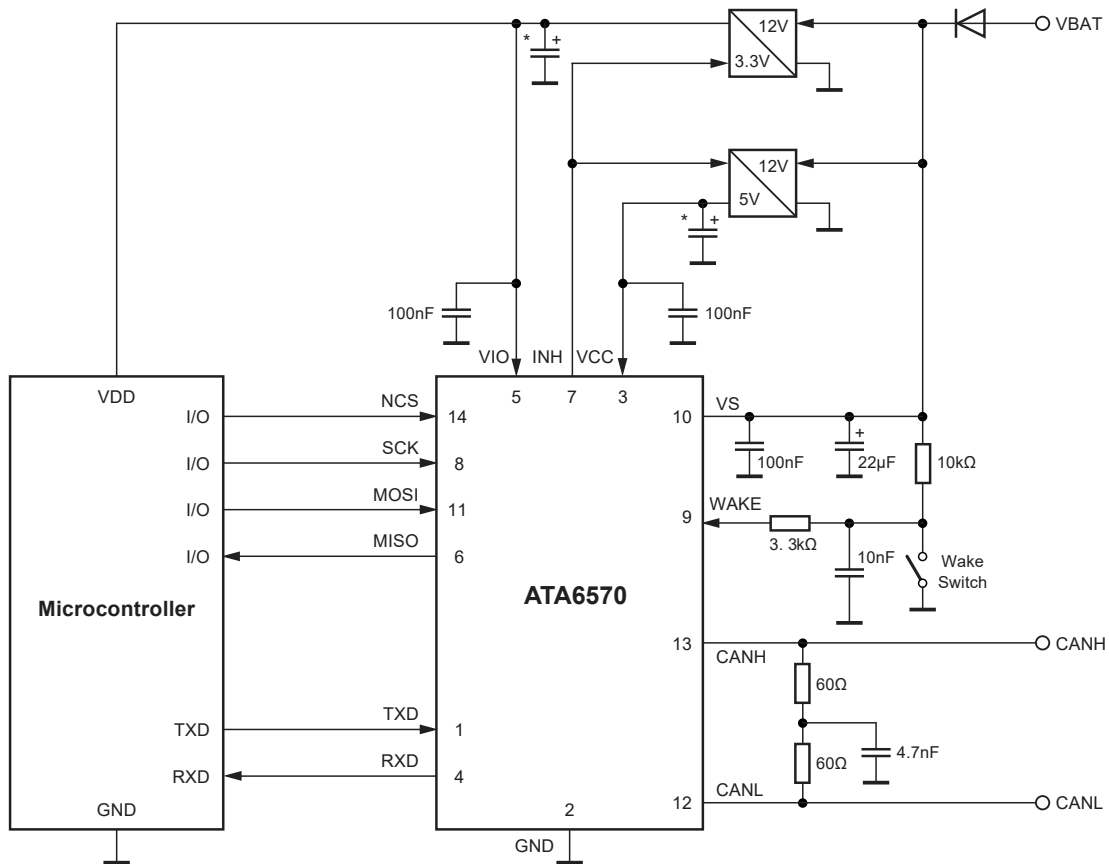 12V
VBAT
* +
3.3V
12V
5V
* +
100nF
100nF
VIO
INH
VCC
VDD
5
7
3
I/O
NCS
14
10
VS
+
I/O
SCK
8
100nF
22µF
10kΩ
I/O
MOSI
11
9
WAKE
I/O
MISO
6
3. 3kΩ
10nF
Wake
Switch
Microcontroller
ATA6570
13
CANH
CANH
60Ω
TXD
TXD
1
60Ω
4.7nF
RXD
RXD
4
CANL
GND
2
12
CANL
GND